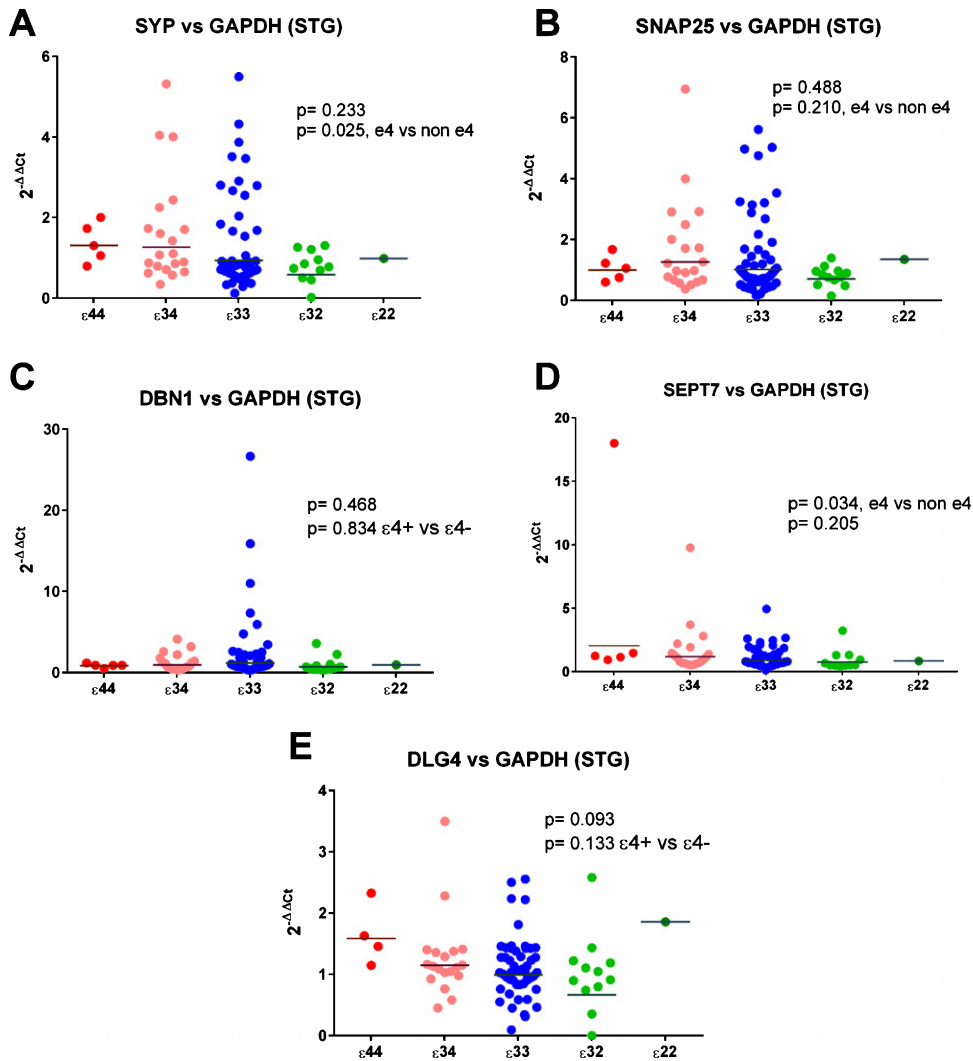 A
SYP vs GAPDH (STG)
2-Δ ΔCt
6
4
2
0
p= 0.233
p= 0.025, e4 vs non e4
ε44
ε34
ε33
ε32
ε22
B
SNAP25 vs GAPDH (STG)
2-Δ ΔCt
8
6
4
2
0
p= 0.488
p= 0.210, e4 vs non e4
ε44
ε34
ε33
ε32
ε22
C
DBN1 vs GAPDH (STG)
2-Δ ΔCt
30
20
10
0
p= 0.468
p= 0.834 ε4+ vs ε4-
ε44
ε34
ε33
ε32
ε22
D
SEPT7 vs GAPDH (STG)
2-ΔΔCt
20
15
10
5
0
p= 0.034, e4 vs non e4
p= 0.205
ε44
ε34
ε33
ε32
ε22
E
DLG4 vs GAPDH (STG)
2-Δ ΔCt
4
3
2
1
0
p= 0.093
p= 0.133 ε4+ vs ε4-
ε44
ε34
ε33
ε32
ε22